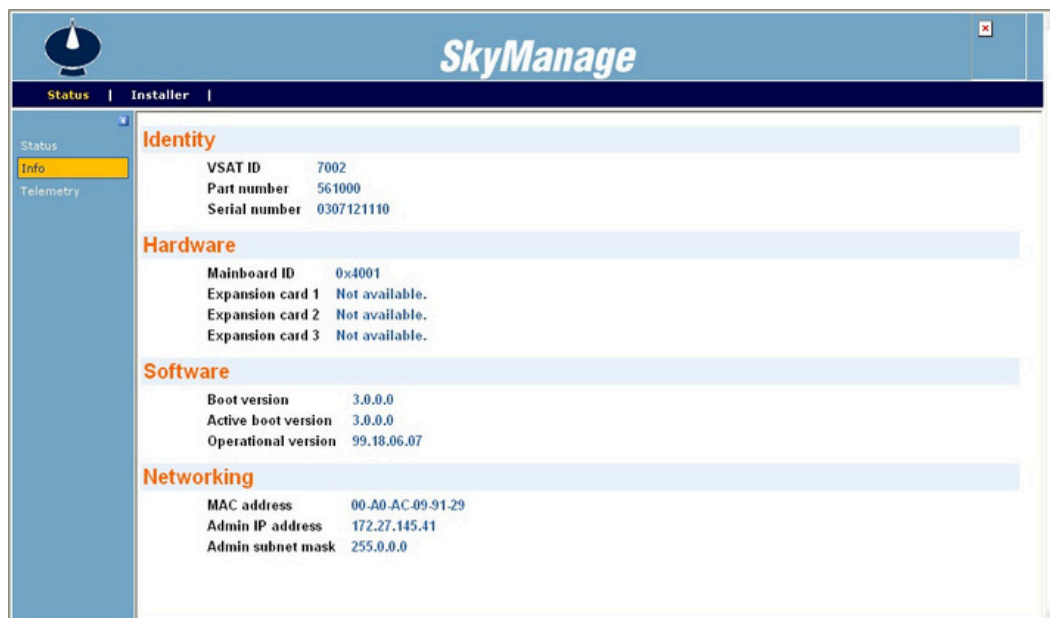 SkyManage
Status | Installer |
Status
Info
Telemetry
Identity
VSAT ID 7002
Part number 561000
Serial number 0307121110
Hardware
Mainboard ID 0x4001
Expansion card 1 Not available.
Expansion card 2 Not available.
Expansion card 3 Not available.
Software
Boot version 3.0.0.0
Active boot version 3.0.0.0
Operational version 99.18.06.07
Networking
MAC address 00-A0-AC-09-91-29
Admin IP address 172.27.145.41
Admin subnet mask 255.0.0.0